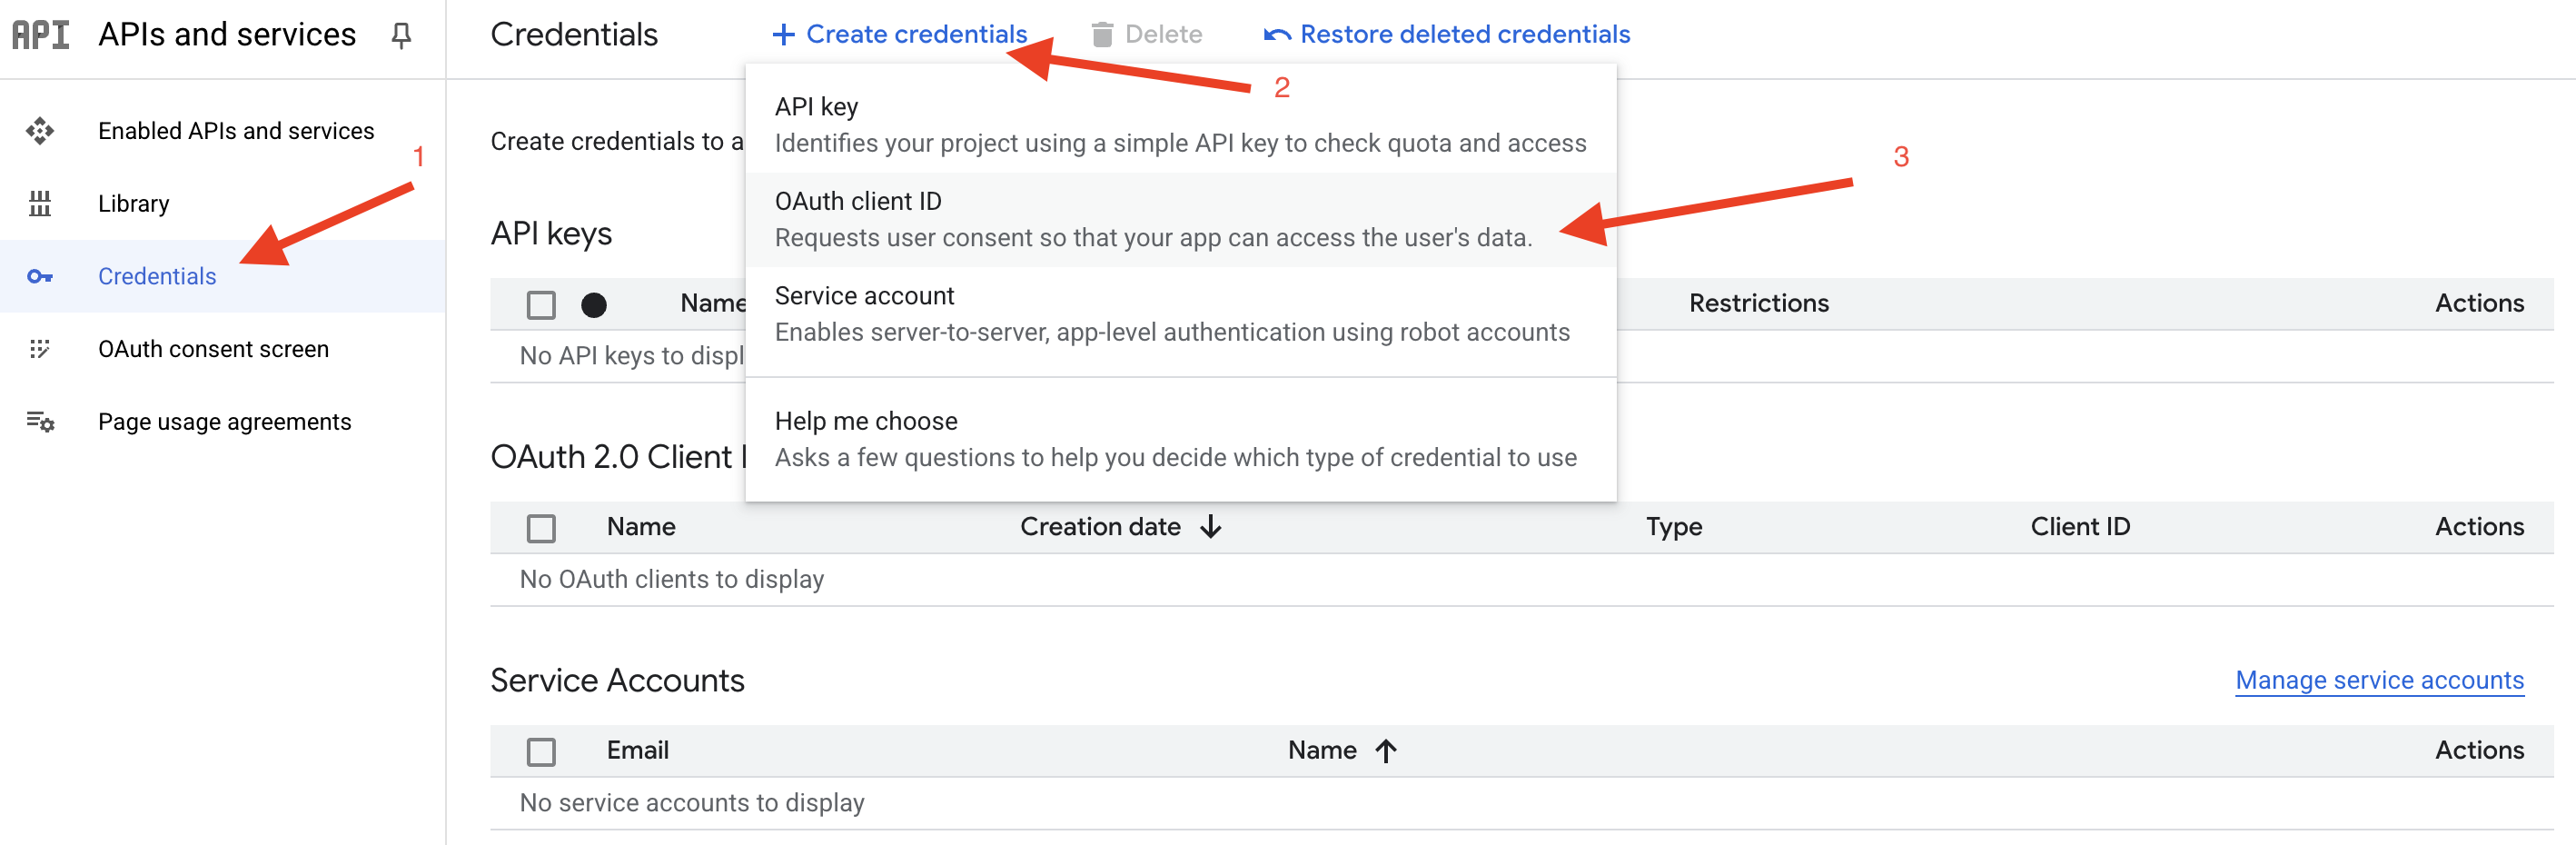 API APIs and services
Enabled APIs and services
1
Library
Credentials
OAuth consent screen
Page usage agreements
Credentials
Create credentials
Delete
Restore deleted credentials
2
Create credentials to a
API key
Identifies your project using a simple API key to check quota and access
OAuth client ID
Requests user consent so that your app can access the user's data.
3
Service account
Enables server-to-server, app-level authentication using robot accounts
Help me choose
Asks a few questions to help you decide which type of credential to use
API keys
Name Restrictions Actions
No API keys to displ
OAuth 2.0 Client I
Name Creation date Type Client ID Actions
No OAuth clients to display
Service Accounts
Manage service accounts
Email Name Actions
No service accounts to display